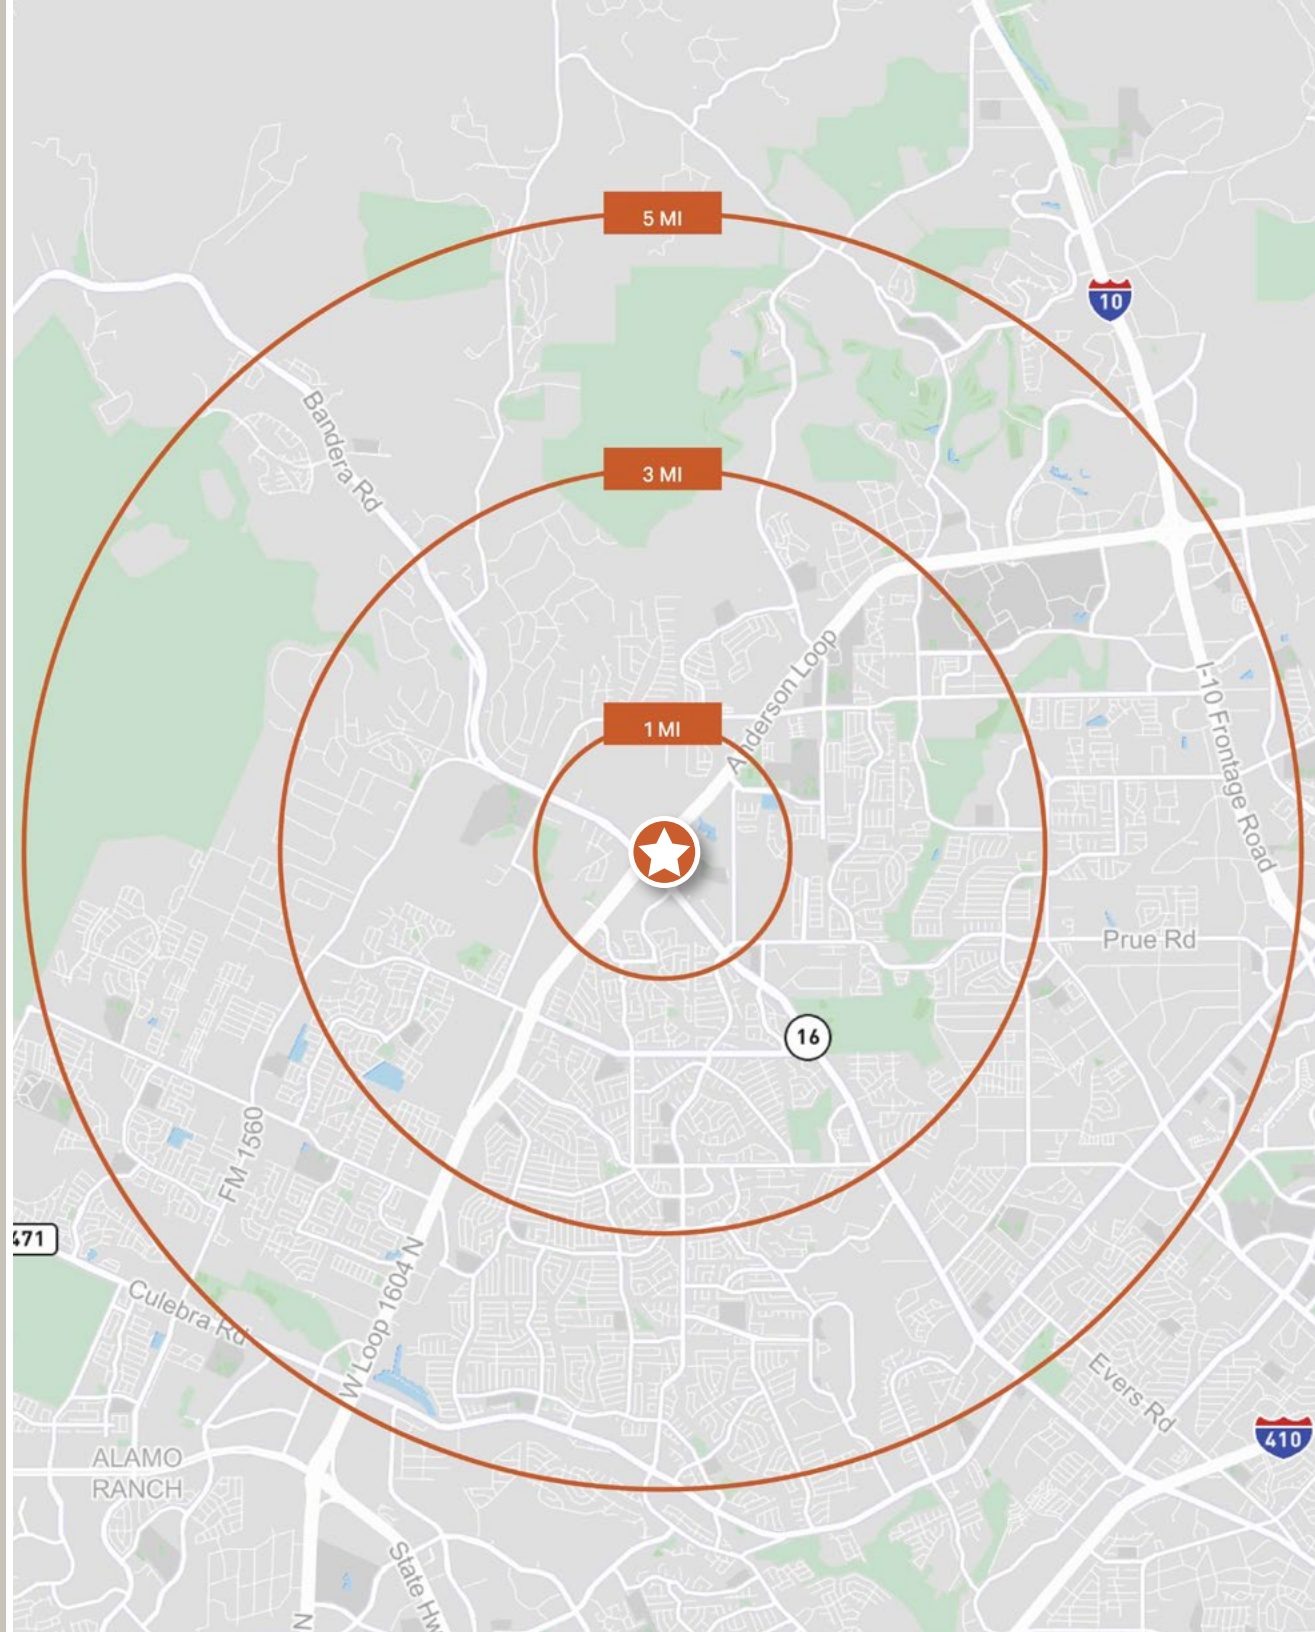 5 MI
10
Bandera Rd
3 MI
Anderson Loop
1 MI
I-10 Frontage Road
Prue Rd
16
FM 1560
471
Culebra Rd
W Loop 1604 N
Evers Rd
410
ALAMO
RANCH
State Hw
N